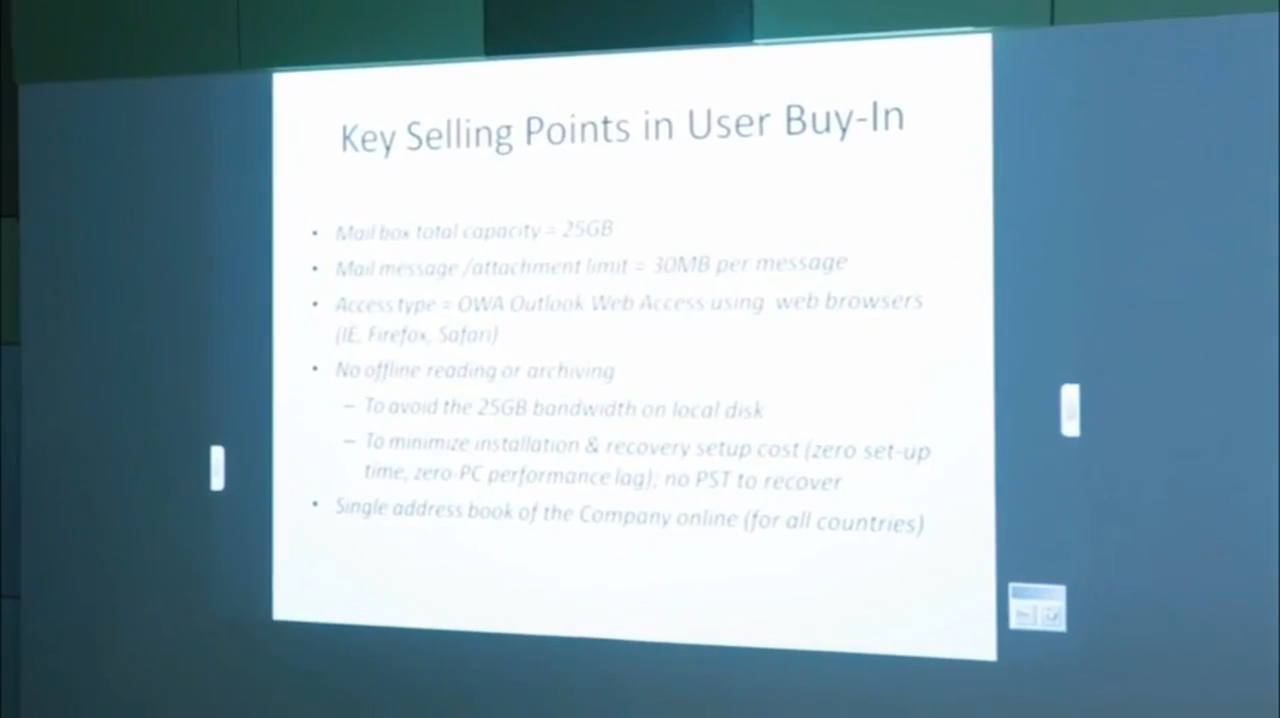 Key Selling Points in User Buy-In
• Mail box total capacity = 25GB
• Mail message /attachment limit = 30MB per message
• Access type = OWA Outlook Web Access using web browsers
(IE, Firefox, Safari)
• No offline reading or archiving
– To avoid the 25GB bandwidth on local disk
– To minimize installation & recovery setup cost (zero set-up
time, zero-PC performance lag); no PST to recover
• Single address book of the Company online (for all countries)